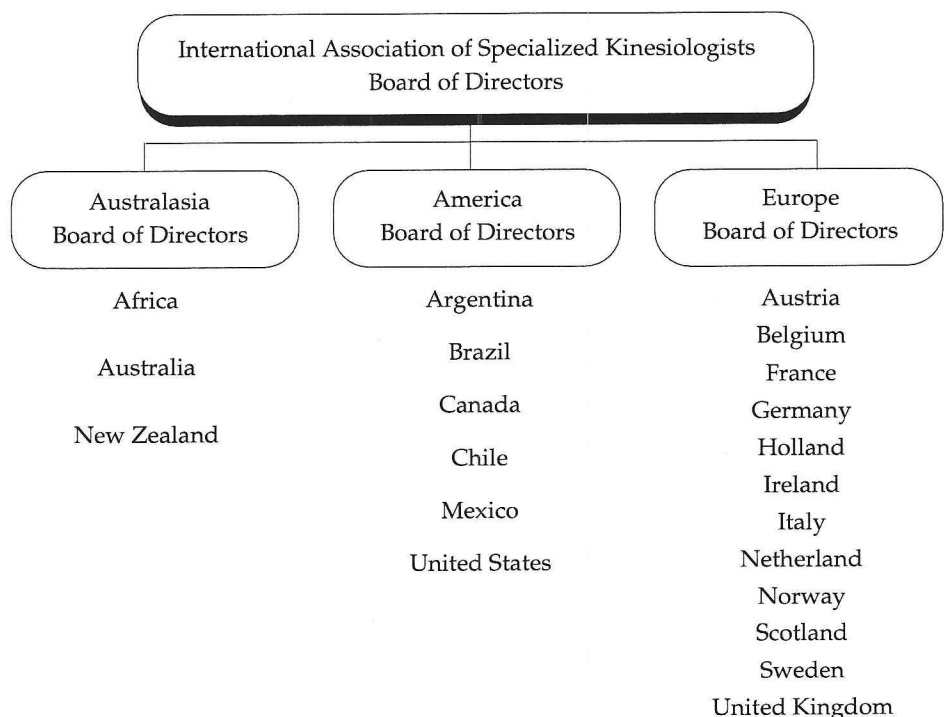 International Association of Specialized Kinesiologists
Board of Directors
Australasia
Board of Directors
Africa
Australia
New Zealand
America
Board of Directors
Argentina
Brazil
Canada
Chile
Mexico
United States
Europe
Board of Directors
Austria
Belgium
France
Germany
Holland
Ireland
Italy
Netherland
Norway
Scotland
Sweden
United Kingdom